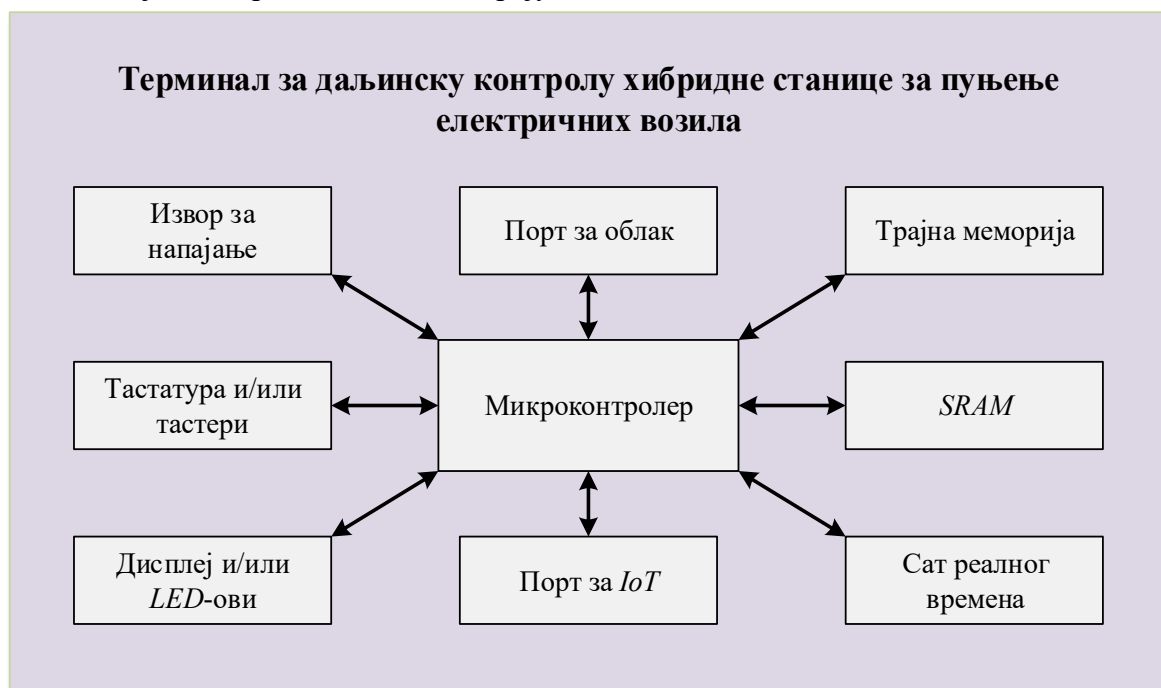 Терминал за даљинску контролу хибридне станице за пуњење
електричних возила
Извор за
напајање
Порт за облак
Трајна меморија
Тастатура и/или
тастери
Микроконтролер
SRAM
Дисплеј и/или
LED-ови
Порт за IoT
Сат реалног
времена